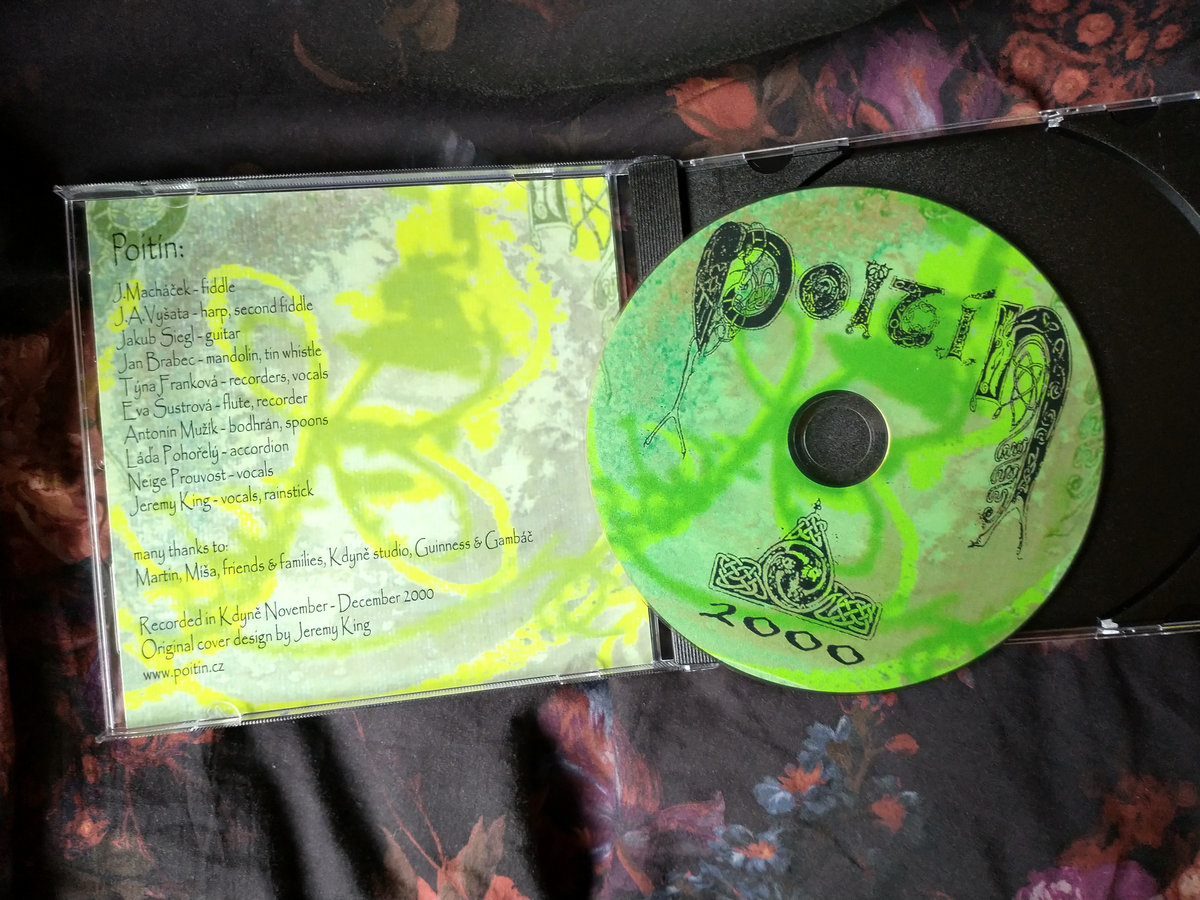 Poitín:
J.Macháček - fiddle
J.A.Vyšata - harp, second fiddle
Jakub Siegl - guitar
Jan Brabec - mandolin, tin whistle
Týna Franková - recorders, vocals
Eva Šustrová - flute, recorder
Antonín Mužík - bodhrán, spoons
Láďa Pohořelý - accordion
Neige Prouvost - vocals
Jeremy King - vocals, rainstick
many thanks to:
Martin, Míša, friends & families, Kdyně studio, Guinness & Gambáč
Recorded in Kdyně November - December 2000
Original cover design by Jeremy King
www.poitin.cz
Poitín
2000